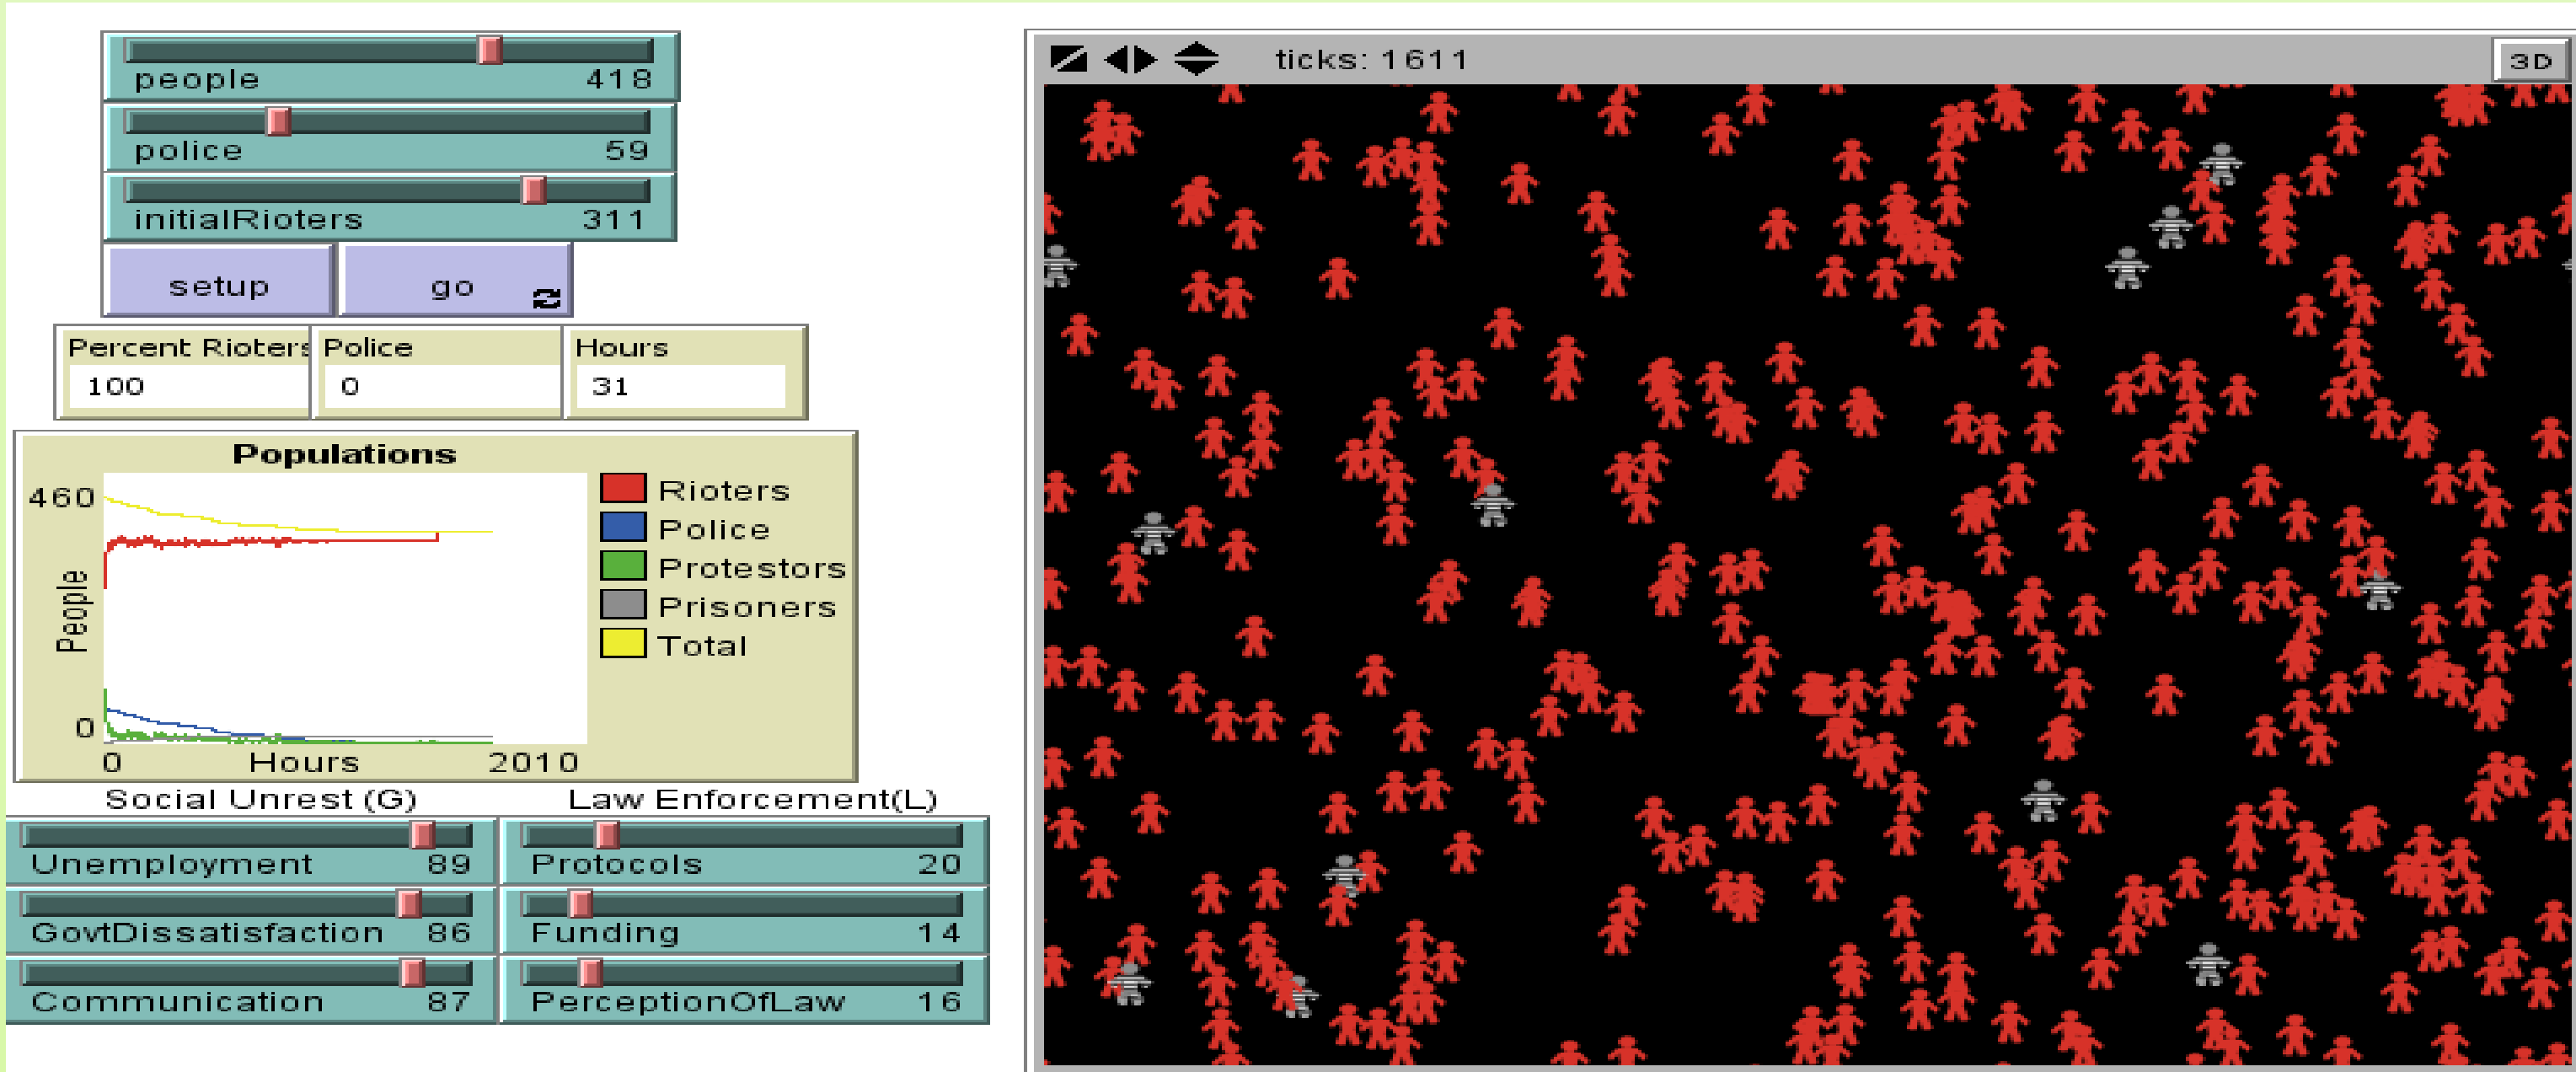 people 418
police 59
initialRioters 311
setup go
Percent Rioters Police Hours
100 0 31
Populations
460
0
People
0 Hours 2010
Rioters
Police
Protestors
Prisoners
Total
Social Unrest (G) Law Enforcement(L)
Unemployment 89 Protocols 20
GovtDissatisfaction 86 Funding 14
Communication 87 PerceptionOfLaw 16
ticks: 1611 3D